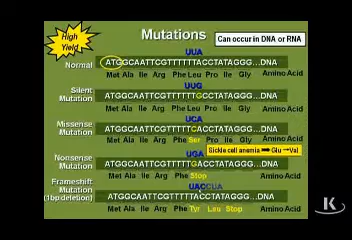 High
Yield
Mutations
Can occur in DNA or RNA
UUA
Normal
ATGGCAATTCGTTTTTTACCTATAGGG...DNA
Met Ala Ile Arg Phe Leu Pro Ile Gly Amino Acid
UUG
Silent
Mutation
ATGGCAATTCGTTTTTTGCCTATAGGG...DNA
Met Ala Ile Arg Phe Leu Pro Ile Gly Amino Acid
UCA
Missense
Mutation
ATGGCAATTCGTTTTTCACCTATAGGG...DNA
Met Ala Ile Arg Phe Ser Pro Ile Gly Amino Acid
Sickle cell anemia ➡ Glu ➡Val
UGA
Nonsense
Mutation
ATGGCAATTCGTTTTTGACCTATAGGG...DNA
Met Ala Ile Arg Phe Stop Amino Acid
UACCUA
Frameshift
Mutation
(1bp deletion)
ATGGCAATTCGTTTTTACCTATAGGG...DNA
Met Ala Ile Arg Phe Tyr Leu Stop Amino Acid
K